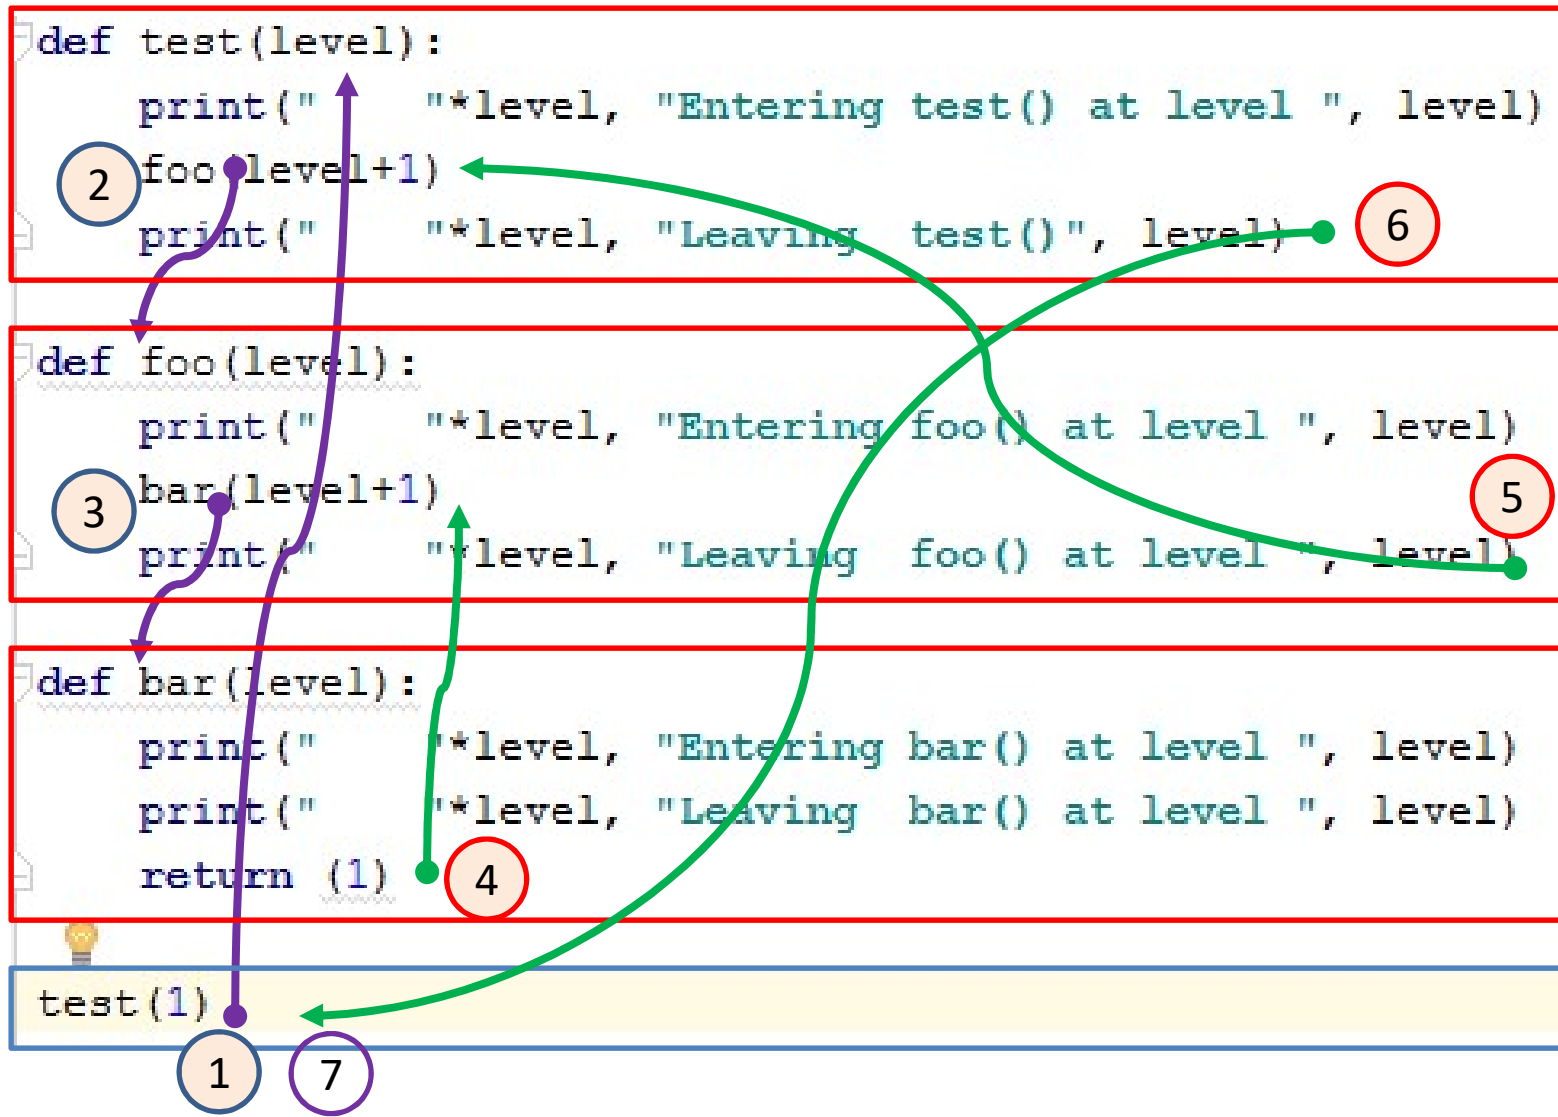 def test(level):
    print("    "*level, "Entering test() at level ", level)
2 foo(level+1)
    print("    "*level, "Leaving  test()", level) 6
def foo(level):
    print("    "*level, "Entering foo() at level ", level)
3 bar(level+1) 5
    print("    "*level, "Leaving  foo() at level ", level)
def bar(level):
    print("    "*level, "Entering bar() at level ", level)
    print("    "*level, "Leaving  bar() at level ", level)
    return (1) 4
test(1)
1 7